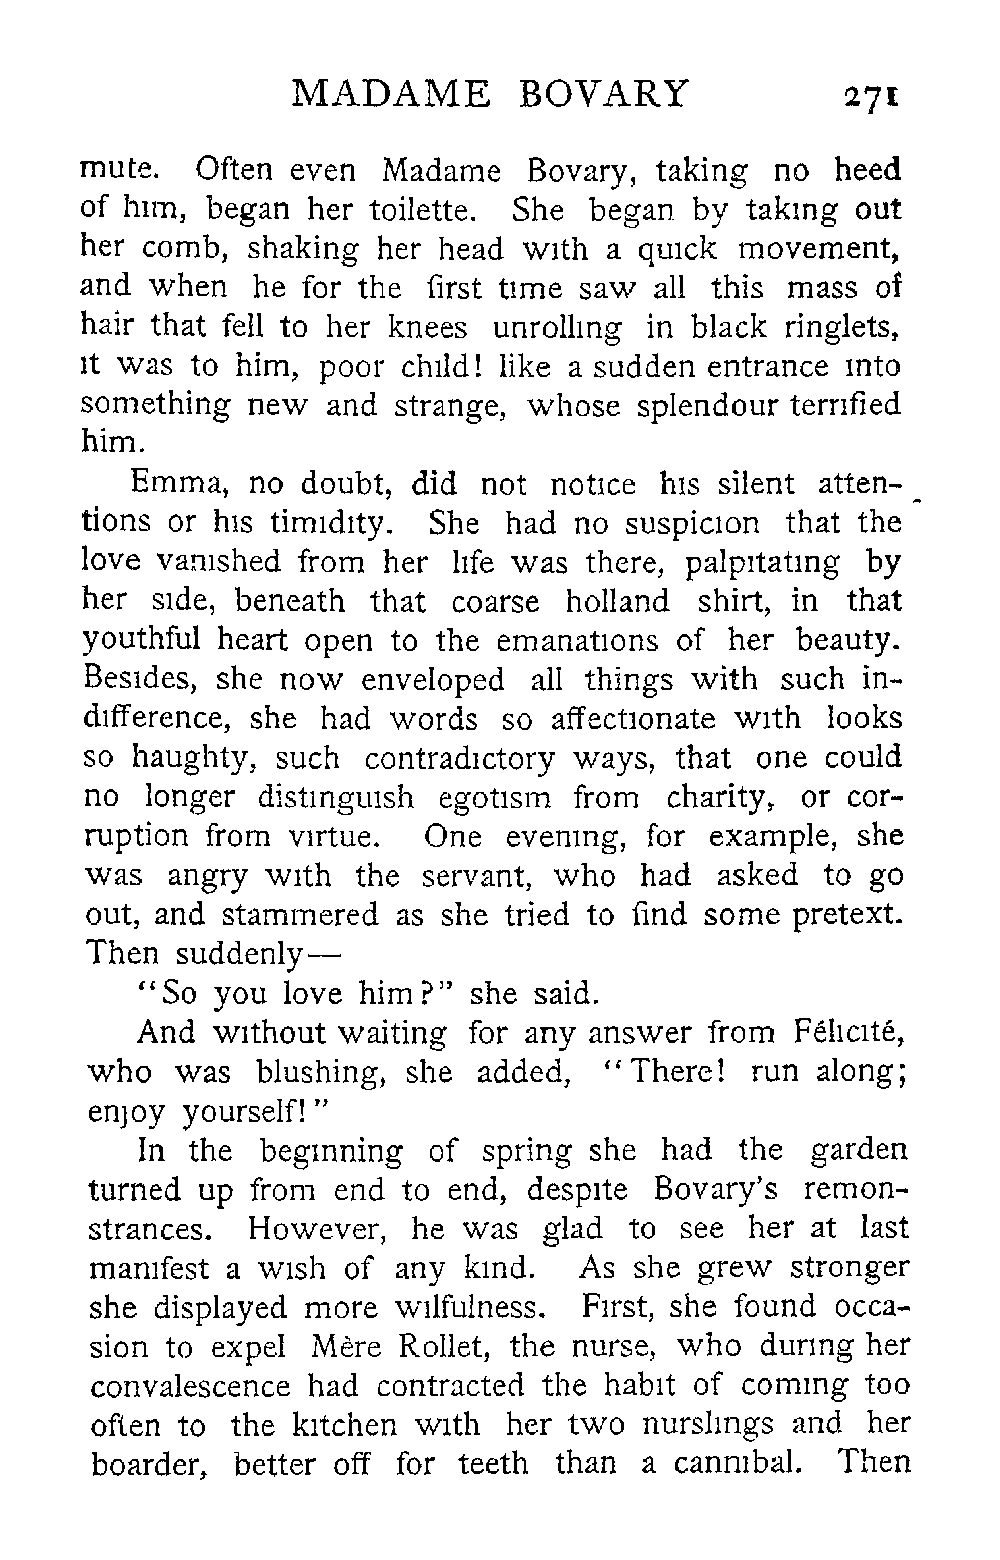 MADAME BOVARY 271
mute. Often even Madame Bovary, taking no heed
of him, began her toilette. She began by taking out
her comb, shaking her head with a quick movement,
and when he for the first time saw all this mass of
hair that fell to her knees unrolling in black ringlets,
it was to him, poor child! like a sudden entrance into
something new and strange, whose splendour terrified
him.
Emma, no doubt, did not notice his silent atten-
tions or his timidity. She had no suspicion that the
love vanished from her life was there, palpitating by
her side, beneath that coarse holland shirt, in that
youthful heart open to the emanations of her beauty.
Besides, she now enveloped all things with such in-
difference, she had words so affectionate with looks
so haughty, such contradictory ways, that one could
no longer distinguish egotism from charity, or cor-
ruption from virtue. One evening, for example, she
was angry with the servant, who had asked to go
out, and stammered as she tried to find some pretext.
Then suddenly—
"So you love him?" she said.
And without waiting for any answer from Félicité,
who was blushing, she added, "There! run along;
enjoy yourself!"
In the beginning of spring she had the garden
turned up from end to end, despite Bovary's remon-
strances. However, he was glad to see her at last
manifest a wish of any kind. As she grew stronger
she displayed more wilfulness. First, she found occa-
sion to expel Mère Rollet, the nurse, who during her
convalescence had contracted the habit of coming too
often to the kitchen with her two nurslings and her
boarder, better off for teeth than a cannibal. Then